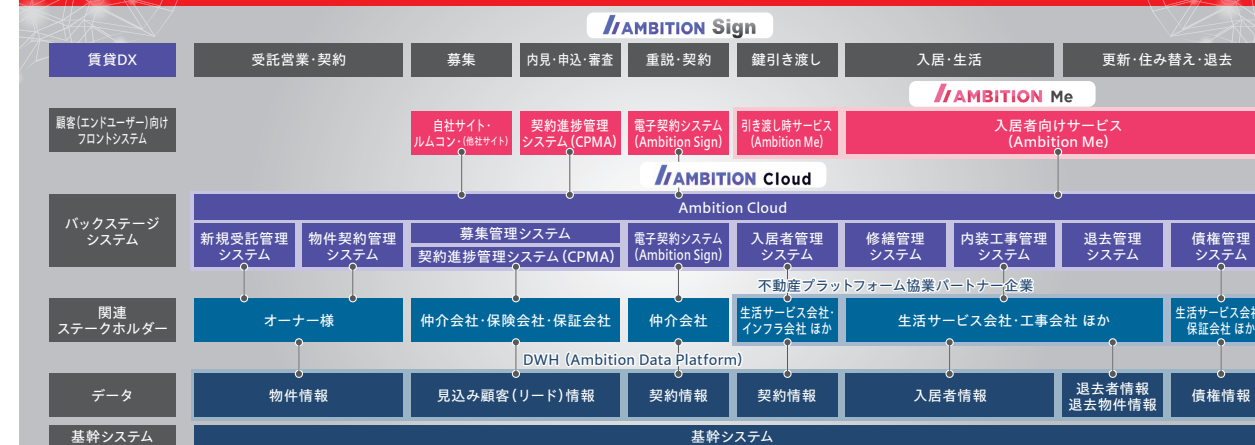 AMBITION Sign
賃貸DX
受託営業・契約
募集
内見・申込・審査
重説・契約
鍵引き渡し
入居・生活
更新・住み替え・退去
AMBITION Me
顧客(エンドユーザー)向け
フロントシステム
自社サイト・
ルムコン・(他社サイト)
契約進捗管理
システム(CPMA)
電子契約システム
(Ambition Sign)
引き渡し時サービス
(Ambition Me)
入居者向けサービス
(Ambition Me)
AMBITION Cloud
バックステージ
システム
Ambition Cloud
新規受託管理
システム
物件契約管理
システム
募集管理システム
契約進捗管理システム(CPMA)
電子契約システム
(Ambition Sign)
入居者管理
システム
修繕管理
システム
内装工事管理
システム
退去管理
システム
債権管理
システム
不動産プラットフォーム協業パートナー企業
関連
ステークホルダー
オーナー様
仲介会社・保険会社・保証会社
仲介会社
生活サービス会社・
インフラ会社 ほか
生活サービス会社・工事会社 ほか
生活サービス会社
保証会社 ほか
DWH(Ambition Data Platform)
データ
物件情報
見込み顧客(リード)情報
契約情報
契約情報
入居者情報
退去者情報
退去物件情報
債権情報
基幹システム
基幹システム